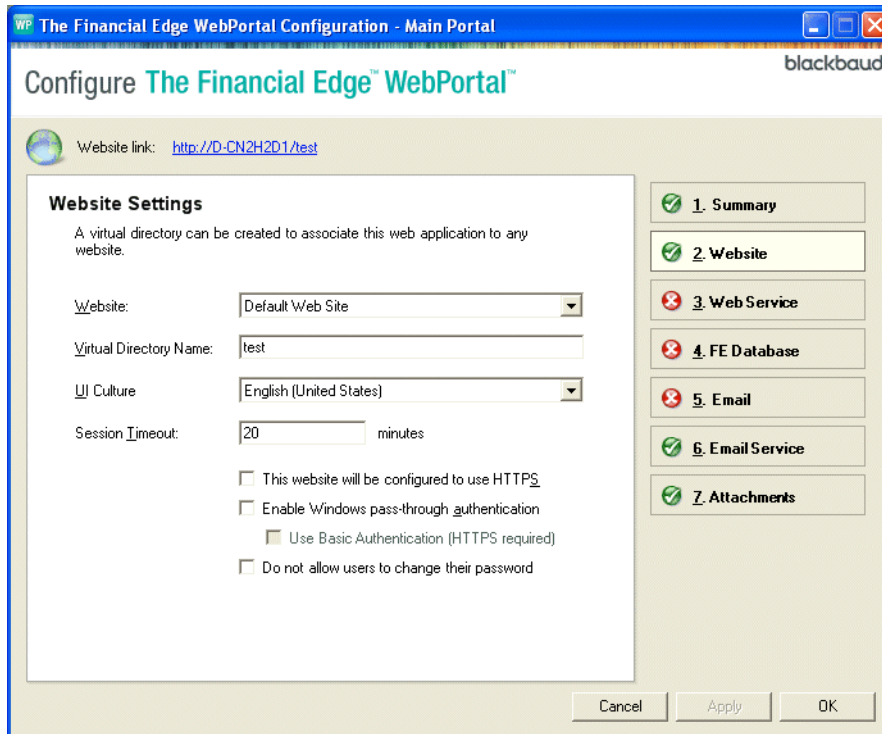 WP The Financial Edge WebPortal Configuration - Main Portal
blackbaud
Configure The Financial Edge™ WebPortal™
Website link: http://D-CN2H2D1/test
Website Settings
A virtual directory can be created to associate this web application to any
website.
Website: Default Web Site
Virtual Directory Name: test
UI Culture English (United States)
Session Timeout: 20 minutes
This website will be configured to use HTTPS
Enable Windows pass-through authentication
Use Basic Authentication (HTTPS required)
Do not allow users to change their password
1. Summary
2. Website
3. Web Service
4. FE Database
5. Email
6. Email Service
7. Attachments
Cancel Apply OK